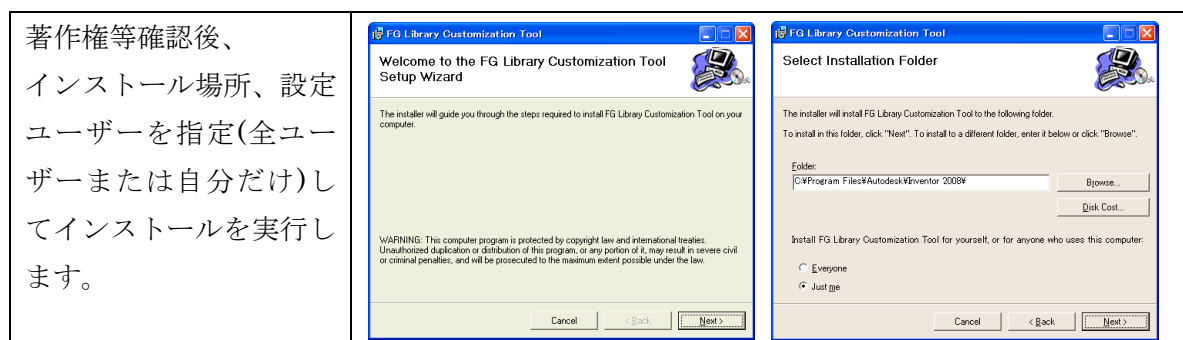 著作権等確認後、
インストール場所、設定
ユーザーを指定(全ユー
ザーまたは自分だけ)し
てインストールを実行し
ます。
FG Library Customization Tool
Welcome to the FG Library Customization Tool
Setup Wizard
The installer will guide you through the steps required to install FG Library Customization Tool on your
computer.
WARNING: This computer program is protected by copyright law and international treaties.
Unauthorized duplication or distribution of this program, or any portion of it, may result in severe civil
or criminal penalties, and will be prosecuted to the maximum extent possible under the law.
Cancel
< Back
Next >
FG Library Customization Tool
Select Installation Folder
The installer will install FG Library Customization Tool to the following folder.
To install in this folder, click "Next". To install to a different folder, enter it below or click "Browse".
Folder:
C:¥Program Files¥Autodesk¥Inventor 2008¥
Browse...
Disk Cost...
Install FG Library Customization Tool for yourself, or for anyone who uses this computer:
Everyone
Just me
Cancel
< Back
Next >